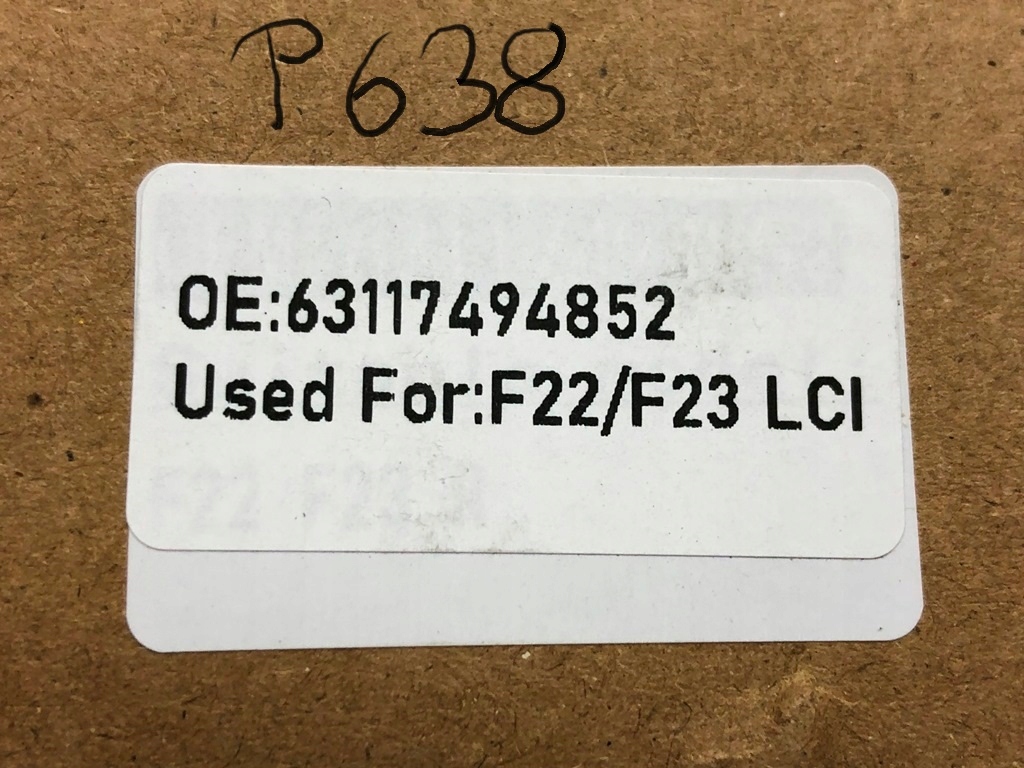 P638
OE:63117494852
Used For:F22/F23 LCI